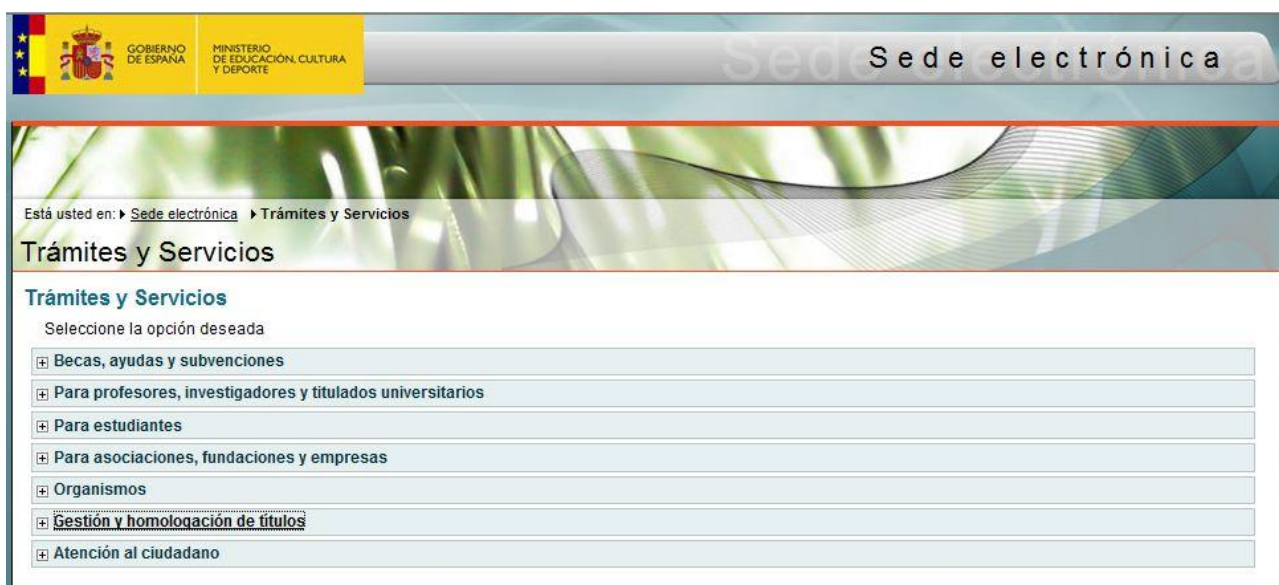 GOBIERNO
DE ESPAÑA
MINISTERIO
DE EDUCACIÓN, CULTURA
Y DEPORTE
Sede electrónica
Sede electrónica
Está usted en: Sede electrónica Trámites y Servicios
Trámites y Servicios
Trámites y Servicios
Seleccione la opción deseada
Becas, ayudas y subvenciones
Para profesores, investigadores y titulados universitarios
Para estudiantes
Para asociaciones, fundaciones y empresas
Organismos
Gestión y homologación de títulos
Atención al ciudadano